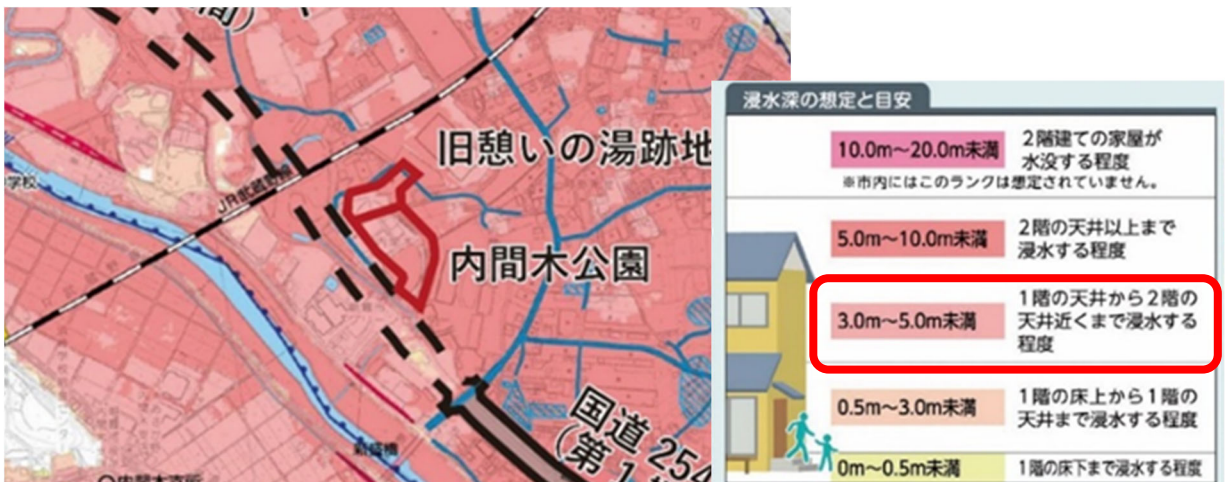 間）
旧憩いの湯跡地
学校
JR武蔵野線
内間木公園
新盛橋
国道254
（第1
内間木支所
浸水深の想定と目安
10.0m～20.0m未満
2階建ての家屋が
水没する程度
※市内にはこのランクは想定されていません。
5.0m～10.0m未満
2階の天井以上まで
浸水する程度
3.0m～5.0m未満
1階の天井から2階の
天井近くまで浸水する
程度
0.5m～3.0m未満
1階の床上から1階の
天井まで浸水する程度
0m～0.5m未満
1階の床下まで浸水する程度